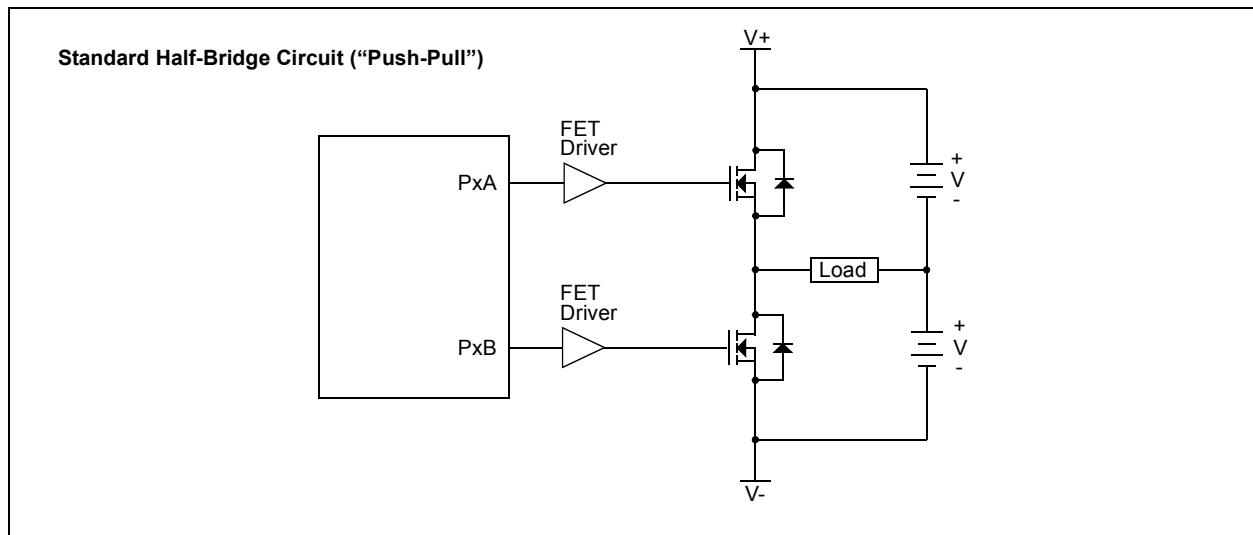 Standard Half-Bridge Circuit (“Push-Pull”)
V+
FET
Driver
PxA
+
V
-
Load
FET
Driver
PxB
+
V
-
V-